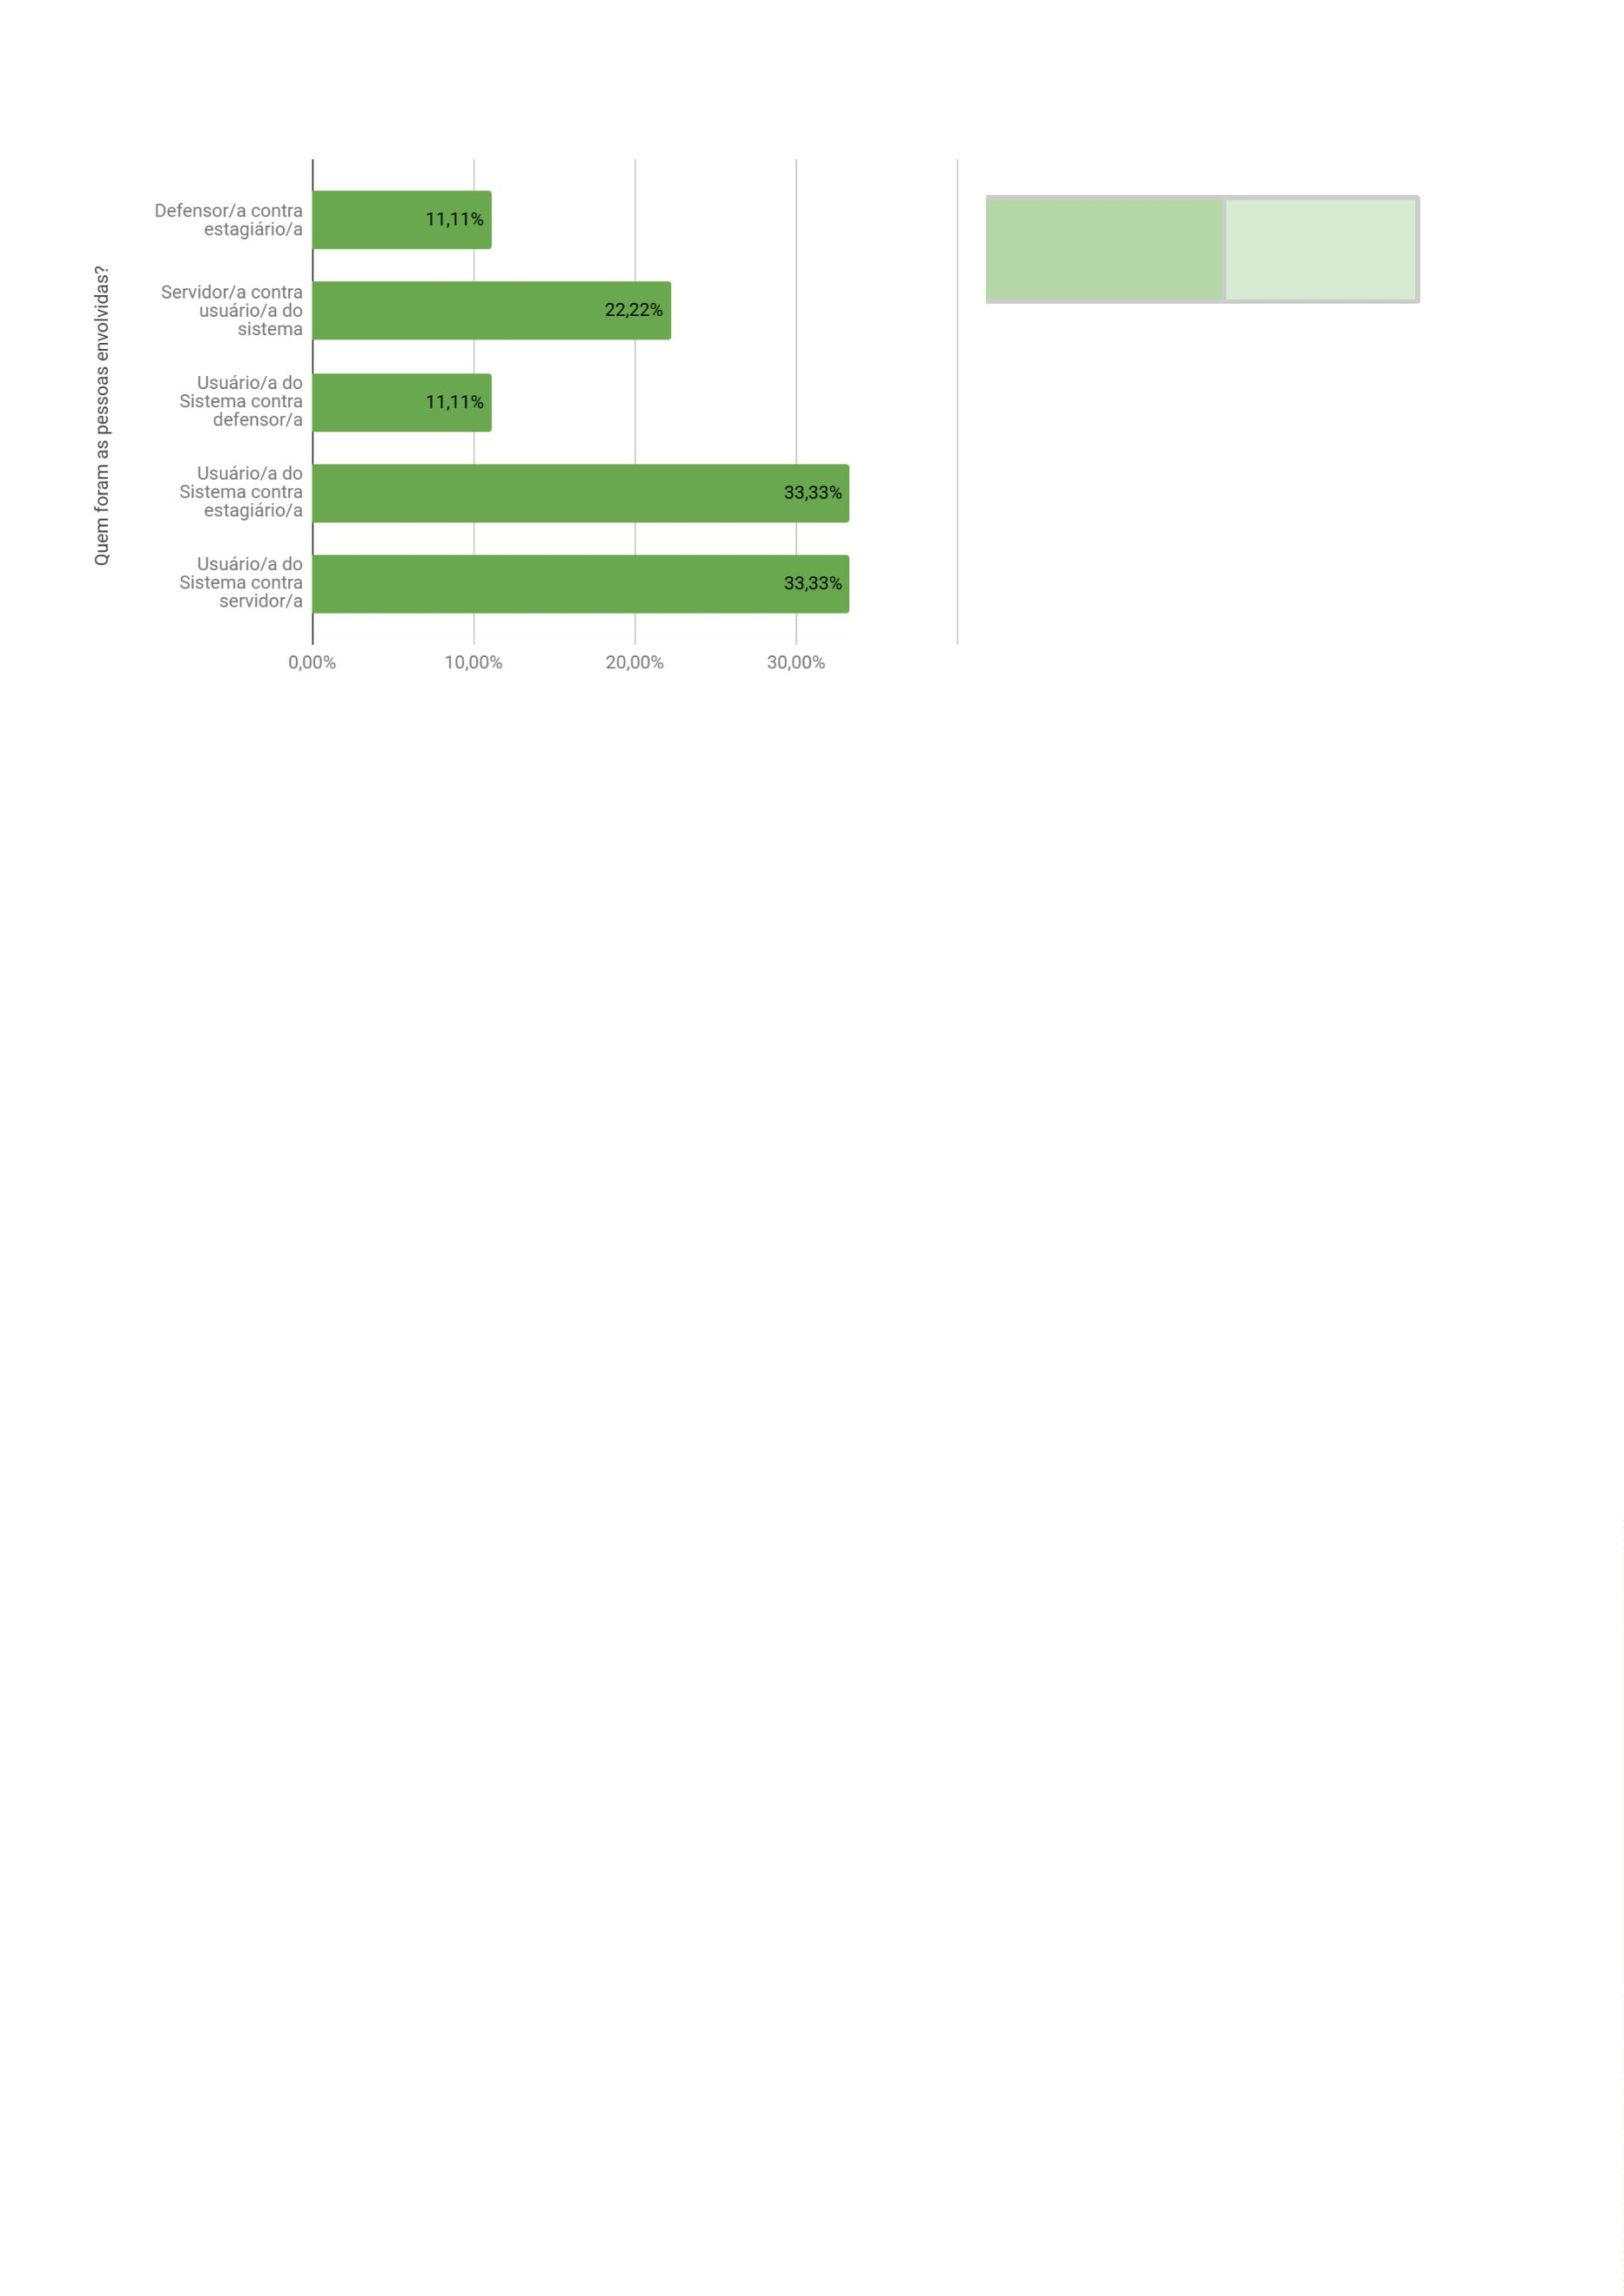 Quem foram as pessoas envolvidas?
Defensor/a contra
estagiário/a
11,11%
Servidor/a contra
usuário/a do
sistema
22,22%
Usuário/a do
Sistema contra
defensor/a
11,11%
Usuário/a do
Sistema contra
estagiário/a
33,33%
Usuário/a do
Sistema contra
servidor/a
33,33%
0,00%
10,00%
20,00%
30,00%